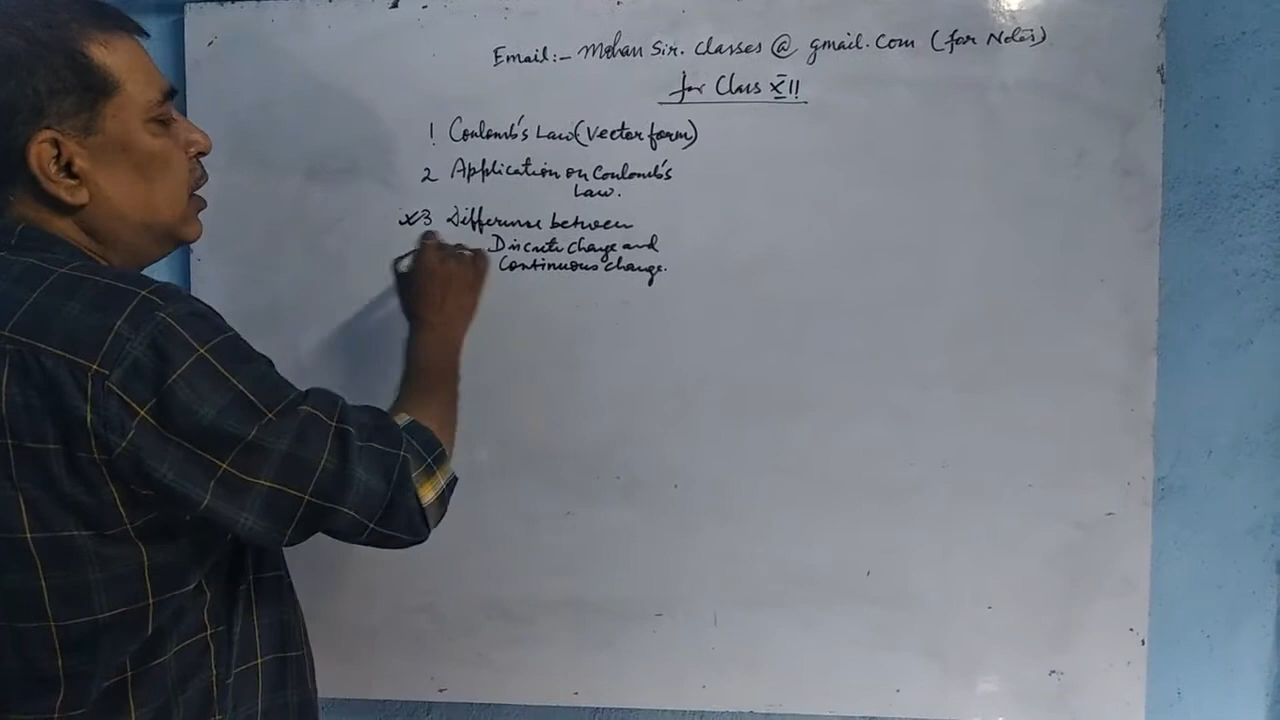 Email:- Mohan Sir. Classes @ gmail.Com (for Notes)
for Class XII
1 Coulomb's Law (Vector form)
2 Application on Coulomb's
Law.
x3 Difference between
Discrete charge and
Continuous charge.